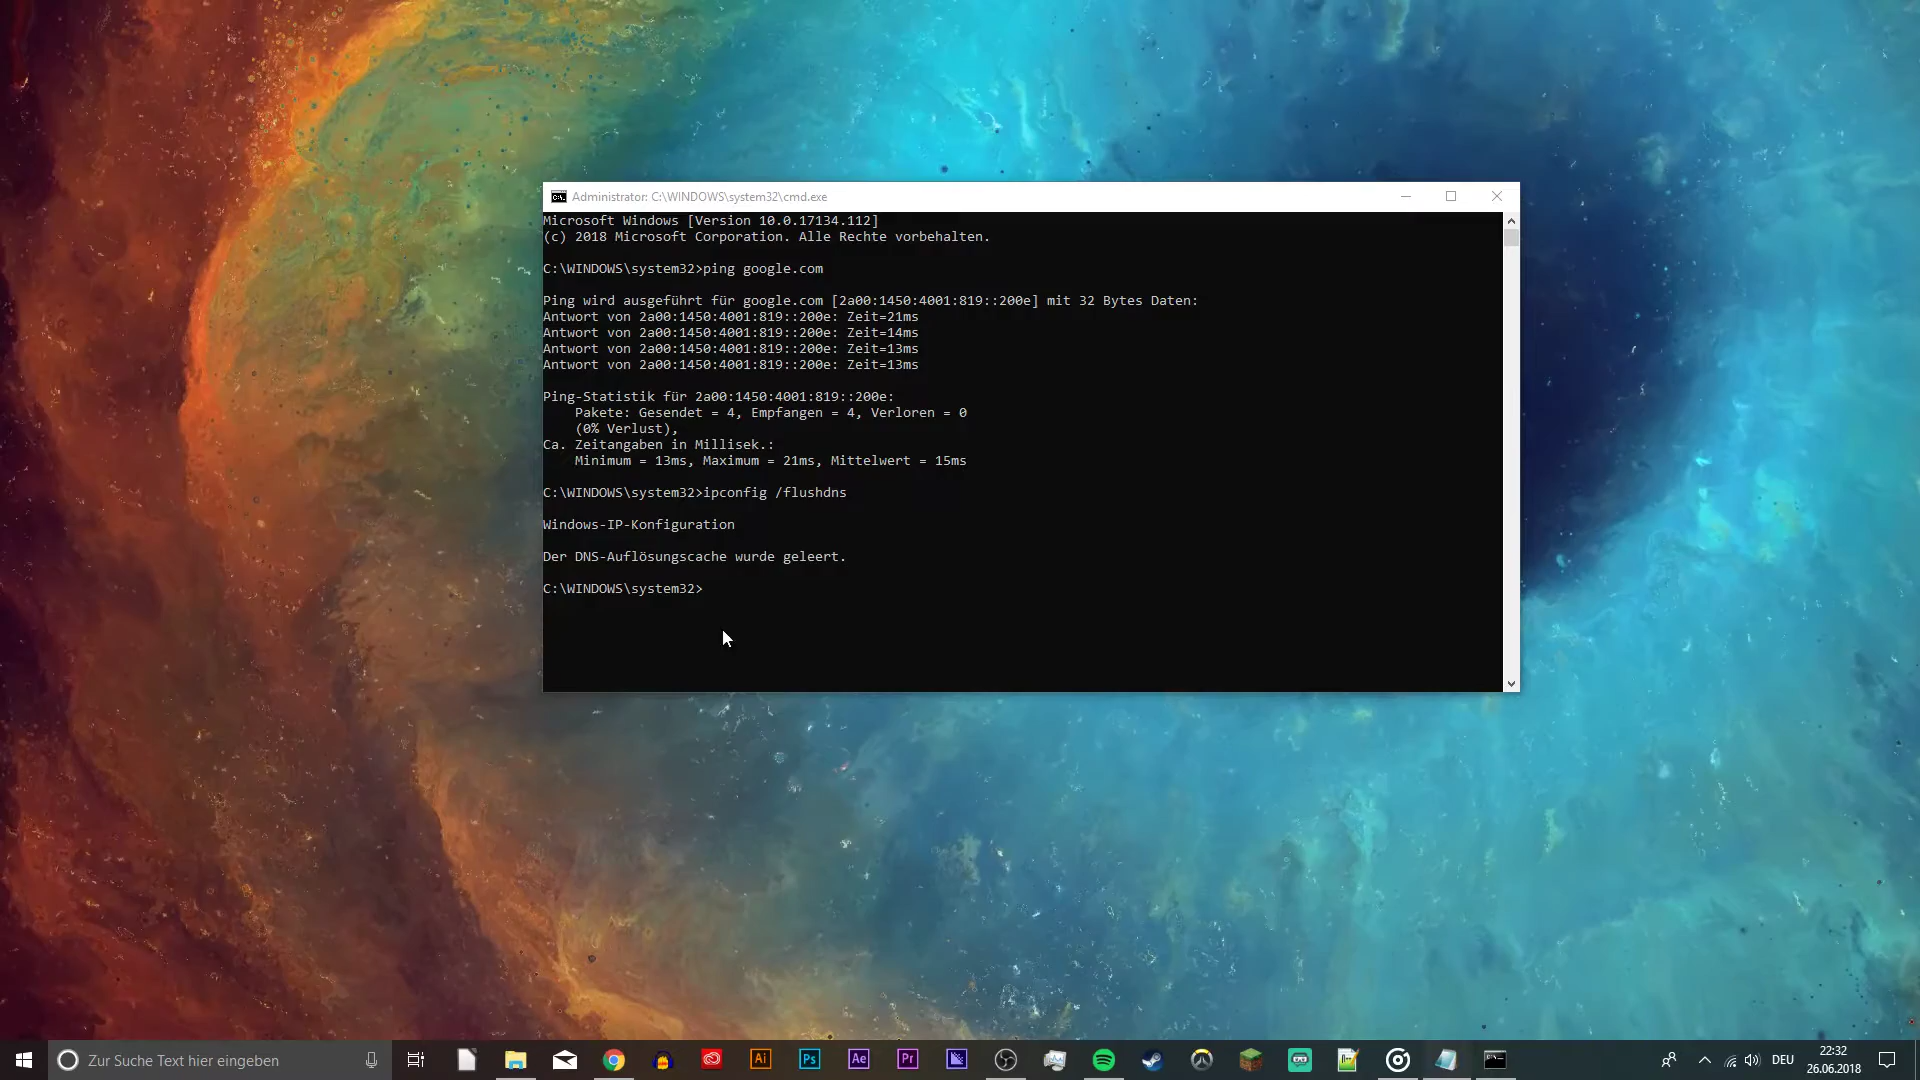 Administrator: C:\WINDOWS\system32\cmd.exe
Microsoft Windows [Version 10.0.17134.112]
(c) 2018 Microsoft Corporation. Alle Rechte vorbehalten.
C:\WINDOWS\system32>ping google.com
Ping wird ausgeführt für google.com [2a00:1450:4001:819::200e] mit 32 Bytes Daten:
Antwort von 2a00:1450:4001:819::200e: Zeit=21ms
Antwort von 2a00:1450:4001:819::200e: Zeit=14ms
Antwort von 2a00:1450:4001:819::200e: Zeit=13ms
Antwort von 2a00:1450:4001:819::200e: Zeit=13ms
Ping-Statistik für 2a00:1450:4001:819::200e:
Pakete: Gesendet = 4, Empfangen = 4, Verloren = 0
(0% Verlust),
Ca. Zeitangaben in Millisek.:
Minimum = 13ms, Maximum = 21ms, Mittelwert = 15ms
C:\WINDOWS\system32>ipconfig /flushdns
Windows-IP-Konfiguration
Der DNS-Auflösungscache wurde geleert.
C:\WINDOWS\system32>
Zur Suche Text hier eingeben
Ai
Ps
Ae
Pr
DEU
22:32
26.06.2018